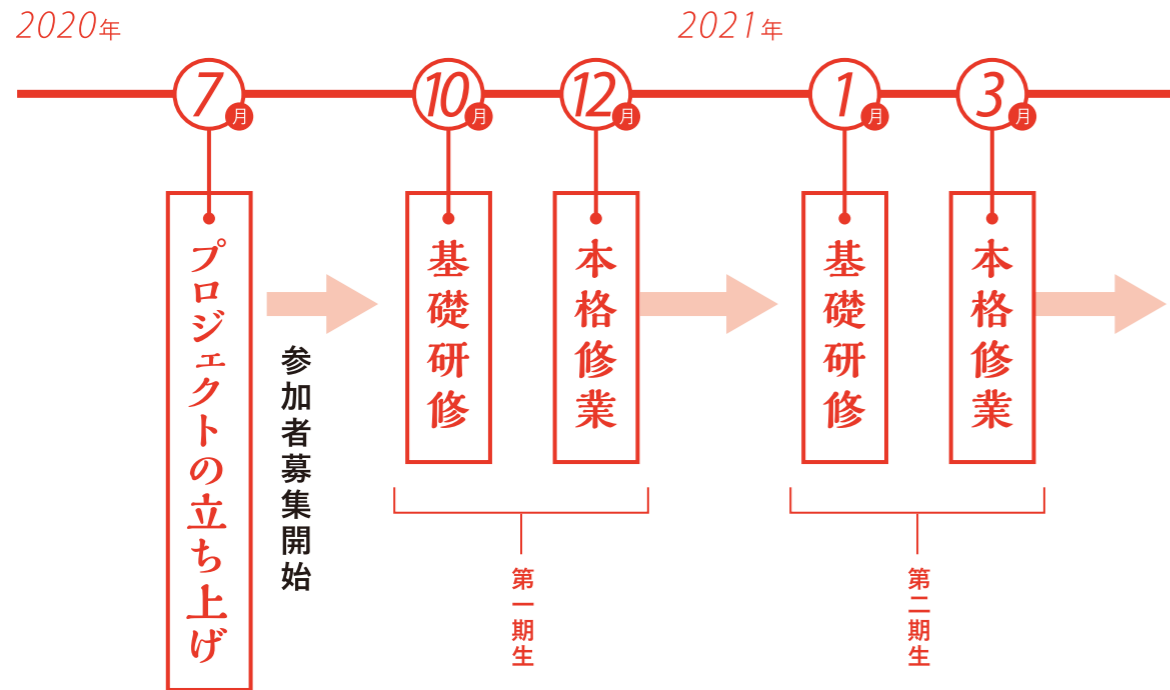 2020年
2021年
7月
10月
12月
1月
3月
プロジェクトの立ち上げ
参加者募集開始
基礎研修
本格修業
基礎研修
本格修業
第一期生
第二期生